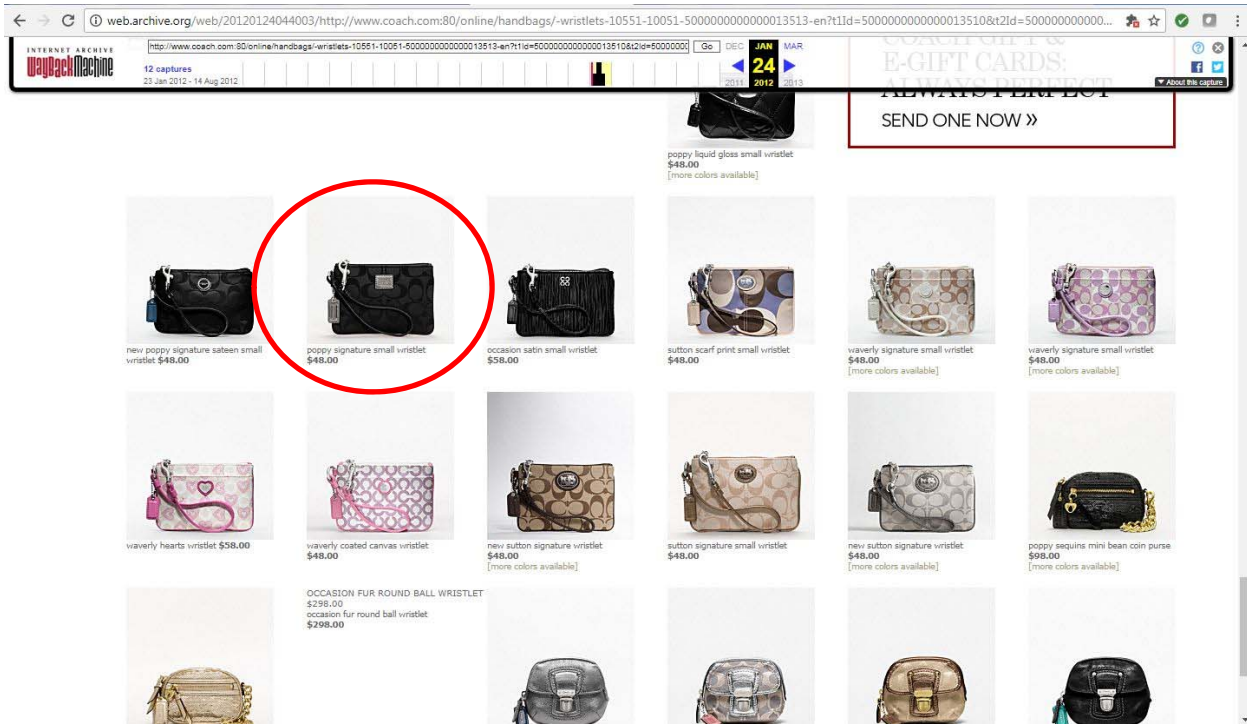 web.archive.org/web/20120124044003/http://www.coach.com:80/online/handbags/-wristlets-10551-10051-5000000000000013513-en?t1Id=5000000000000013510&t2Id=500000000000...
INTERNET ARCHIVE
WayBackMachine
http://www.coach.com:80/online/handbags/-wristlets-10551-10051-5000000000000013513-en?t1Id=5000000000000013510&t2Id=50000000
Go
DEC JAN MAR
12 captures
23 Jan 2012 - 14 Aug 2012
24
2011 2012 2013
About this capture
COACH GIFT &
E-GIFT CARDS:
ALWAYS PERFECT
SEND ONE NOW »
poppy liquid gloss small wristlet
$48.00
[more colors available]
new poppy signature sateen small
wristlet $48.00
poppy signature small wristlet
$48.00
occasion satin small wristlet
$58.00
sutton scarf print small wristlet
$48.00
waverly signature small wristlet
$48.00
[more colors available]
waverly signature small wristlet
$48.00
[more colors available]
waverly hearts wristlet $58.00
waverly coated canvas wristlet
$48.00
new sutton signature wristlet
$48.00
[more colors available]
sutton signature small wristlet
$48.00
new sutton signature wristlet
$48.00
[more colors available]
poppy sequins mini bean coin purse
$98.00
[more colors available]
OCCASION FUR ROUND BALL WRISTLET
$298.00
occasion fur round ball wristlet
$298.00